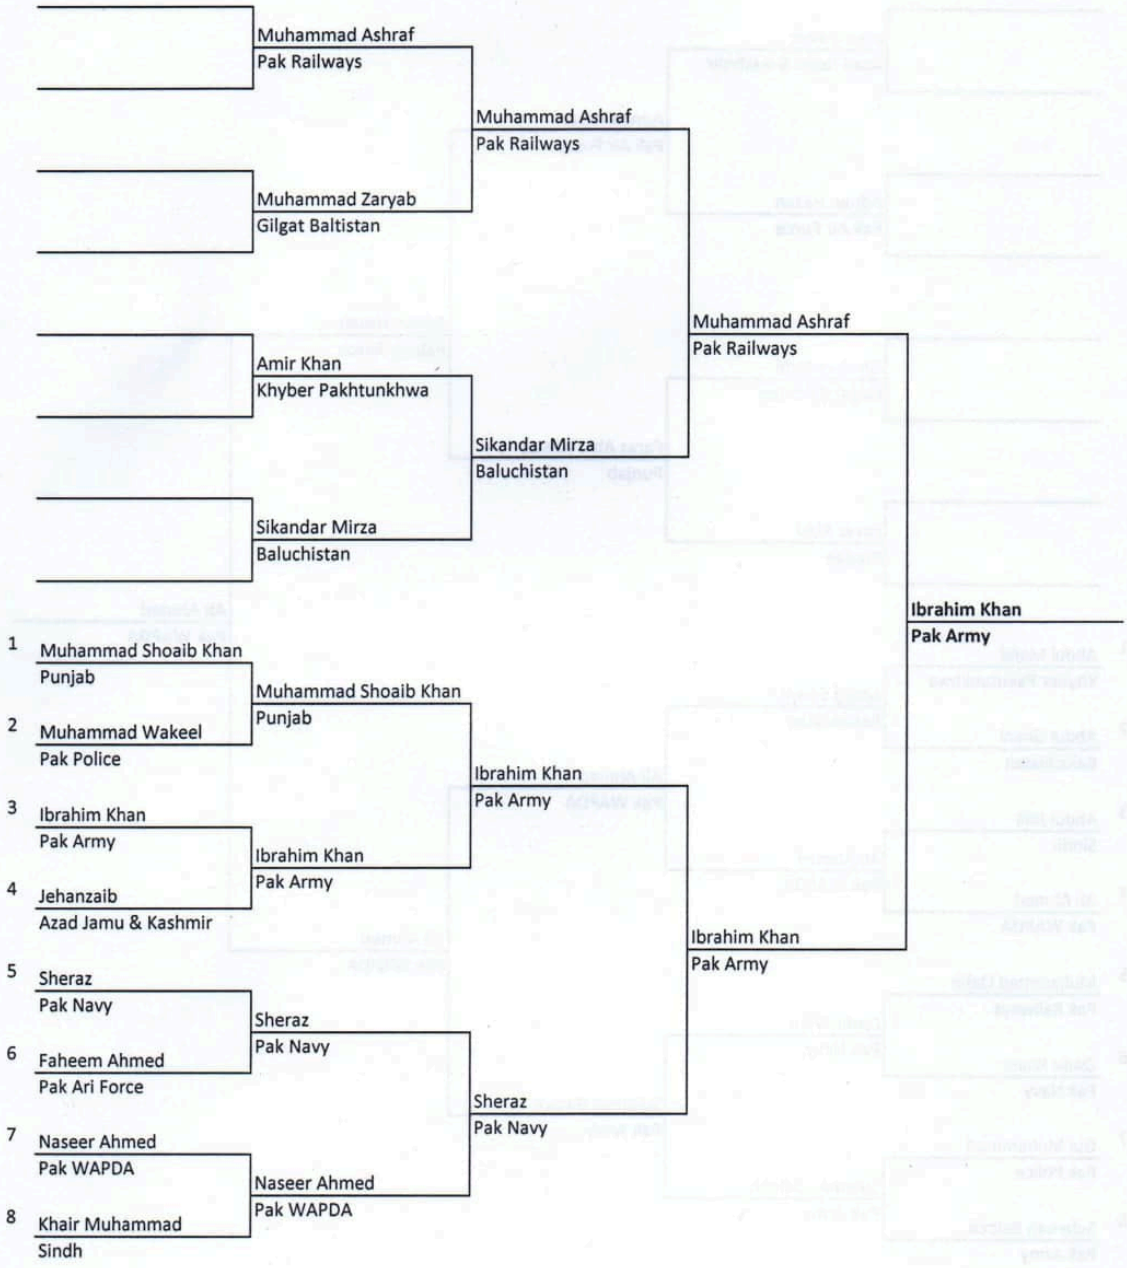 Muhammad Ashraf
Pak Railways
Muhammad Ashraf
Pak Railways
Muhammad Zaryab
Gilgat Baltistan
Muhammad Ashraf
Pak Railways
Amir Khan
Khyber Pakhtunkhwa
Sikandar Mirza
Baluchistan
Sikandar Mirza
Baluchistan
Ibrahim Khan
Pak Army
1 Muhammad Shoaib Khan
Punjab
Muhammad Shoaib Khan
Punjab
2 Muhammad Wakeel
Pak Police
Ibrahim Khan
Pak Army
3 Ibrahim Khan
Pak Army
Ibrahim Khan
Pak Army
4 Jehanzaib
Azad Jamu & Kashmir
Ibrahim Khan
Pak Army
5 Sheraz
Pak Navy
Sheraz
Pak Navy
6 Faheem Ahmed
Pak Ari Force
Sheraz
Pak Navy
7 Naseer Ahmed
Pak WAPDA
Naseer Ahmed
Pak WAPDA
8 Khair Muhammad
Sindh